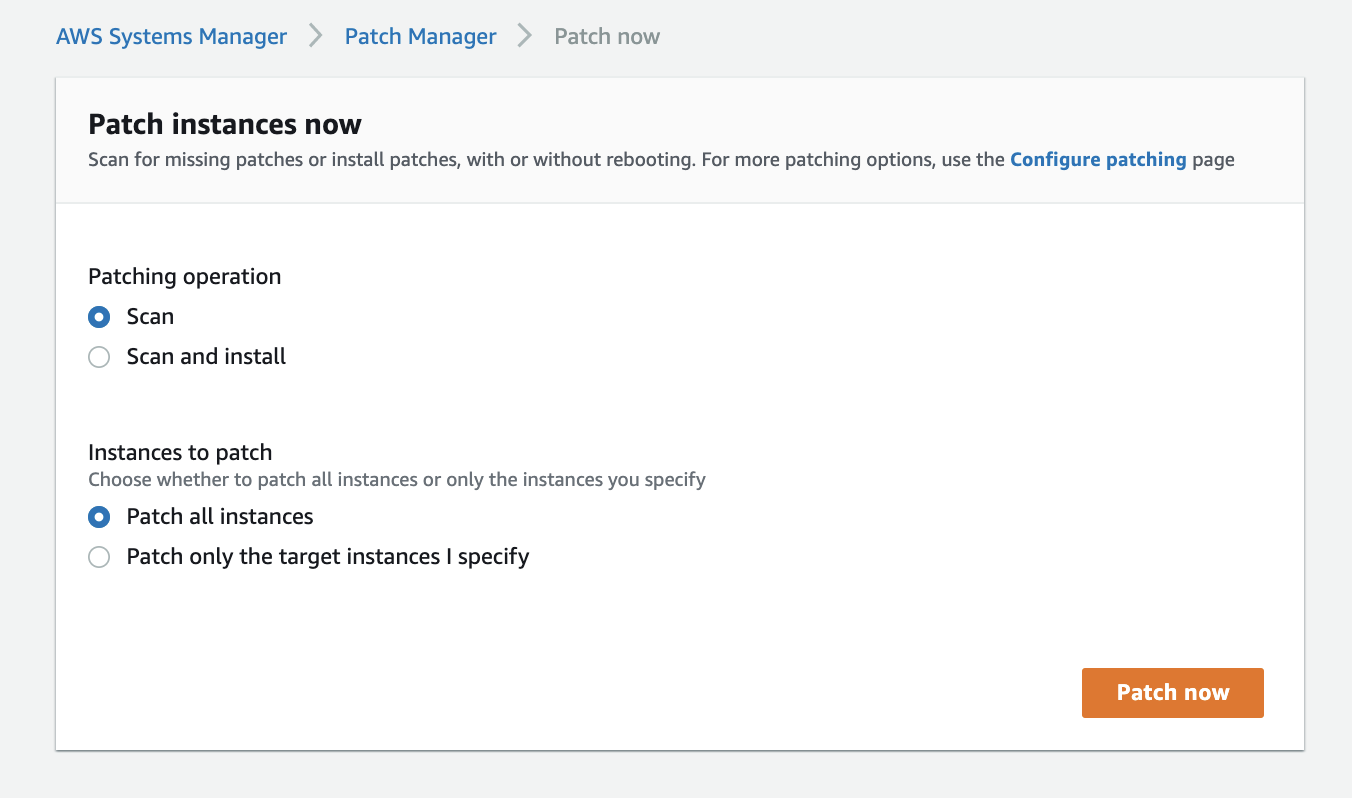 AWS Systems Manager > Patch Manager > Patch now
Patch instances now
Scan for missing patches or install patches, with or without rebooting. For more patching options, use the Configure patching page
Patching operation
Scan
Scan and install
Instances to patch
Choose whether to patch all instances or only the instances you specify
Patch all instances
Patch only the target instances I specify
Patch now